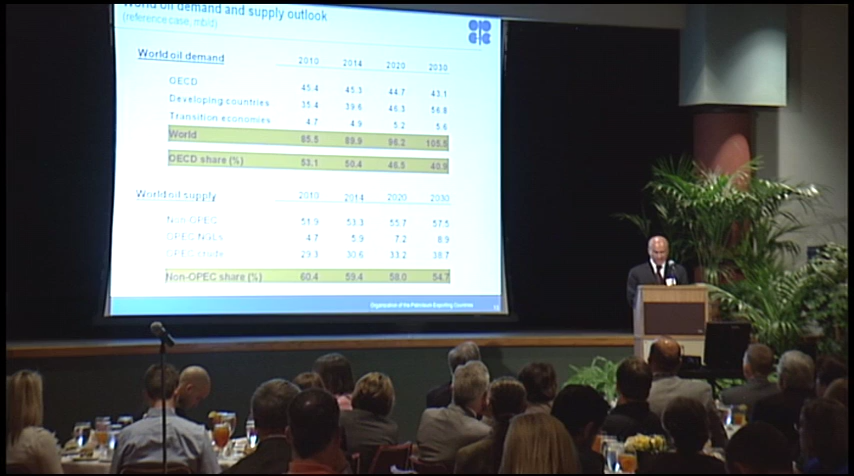 World oil demand and supply outlook
(reference case, mb/d)
OPEC
World oil demand
2010 2014 2020 2030
OECD 45.4 45.3 44.7 43.1
Developing countries 35.4 39.6 46.3 56.8
Transition economies 4.7 4.9 5.2 5.6
World 85.5 89.9 96.2 105.5
OECD share (%) 53.1 50.4 46.5 40.9
World oil supply 2010 2014 2020 2030
Non-OPEC 51.9 53.3 55.7 57.5
OPEC NGLs 4.7 5.9 7.2 8.9
OPEC crude 29.3 30.6 33.2 38.7
Non-OPEC share (%) 60.4 59.4 58.0 54.7
Organization of the Petroleum Exporting Countries